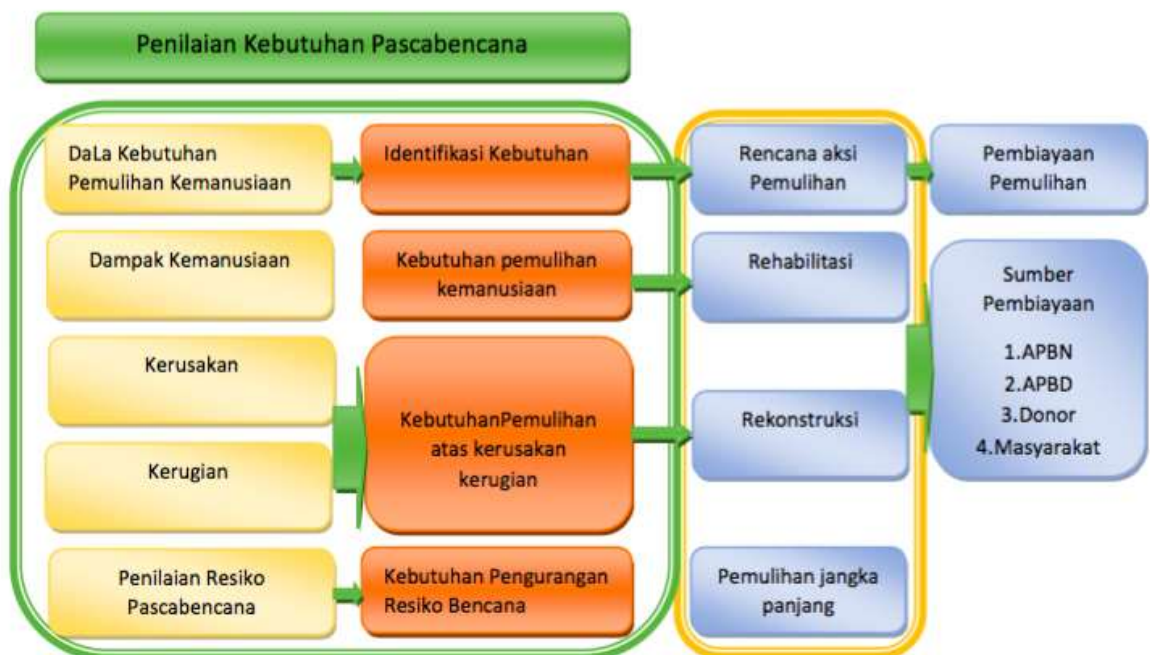 Penilaian Kebutuhan Pascabencana
DaLa Kebutuhan
Pemulihan Kemanusiaan
Identifikasi Kebutuhan
Rencana aksi
Pemulihan
Pembiayaan
Pemulihan
Dampak Kemanusiaan
Kebutuhan pemulihan
kemanusiaan
Rehabilitasi
Sumber
Pembiayaan
1.APBN
2.APBD
3.Donor
4.Masyarakat
Kerusakan
Kerugian
KebutuhanPemulihan
atas kerusakan
kerugian
Rekonstruksi
Penilaian Resiko
Pascabencana
Kebutuhan Pengurangan
Resiko Bencana
Pemulihan jangka
panjang